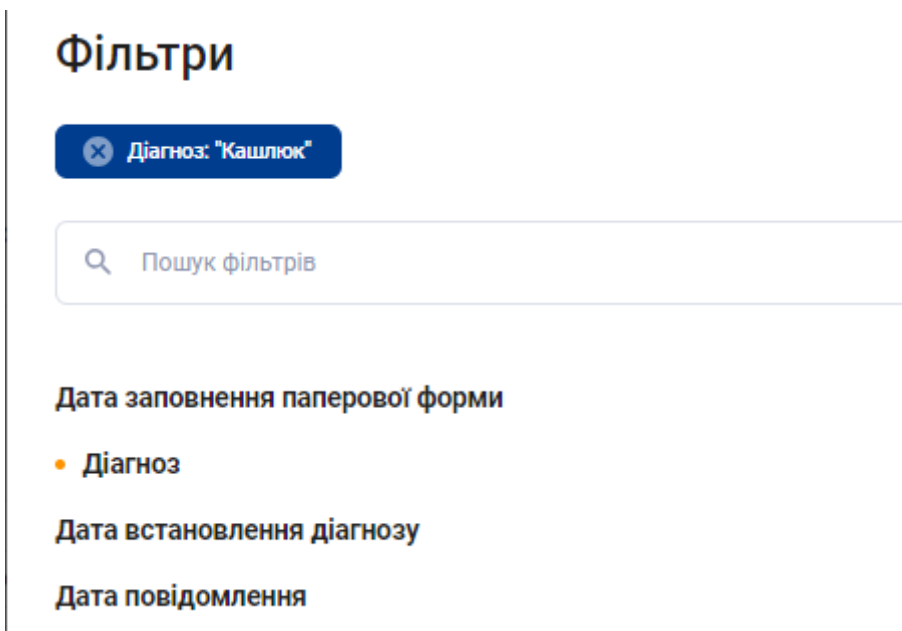 Фільтри
Діагноз: "Кашлюк"
Пошук фільтрів
Дата заповнення паперової форми
Діагноз
Дата встановлення діагнозу
Дата повідомлення